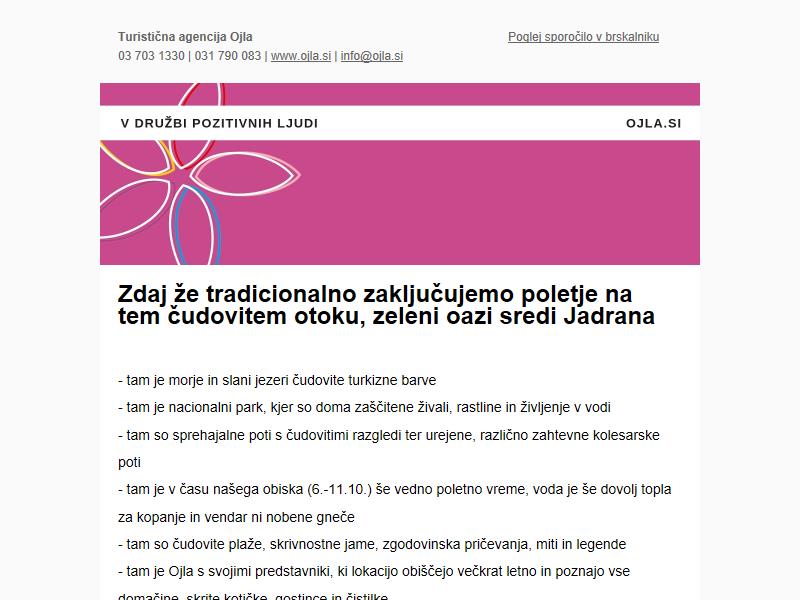 Turistična agencija Ojla
Poglej sporočilo v brskalniku
03 703 1330 | 031 790 083 | www.ojla.si | info@ojla.si
V DRUŽBI POZITIVNIH LJUDI
OJLA.SI
Zdaj že tradicionalno zaključujemo poletje na
tem čudovitem otoku, zeleni oazi sredi Jadrana
- tam je morje in slani jezeri čudovite turkizne barve
- tam je nacionalni park, kjer so doma zaščitene živali, rastline in življenje v vodi
- tam so sprehajalne poti s čudovitimi razgledi ter urejene, različno zahtevne kolesarske
poti
- tam je v času našega obiska (6.-11.10.) še vedno poletno vreme, voda je še dovolj topla
za kopanje in vendar ni nobene gneče
- tam so čudovite plaže, skrivnostne jame, zgodovinska pričevanja, miti in legende
- tam je Ojla s svojimi predstavniki, ki lokacijo obiščejo večkrat letno in poznajo vse
domačine, skrite kotičke, gostince in čistilke